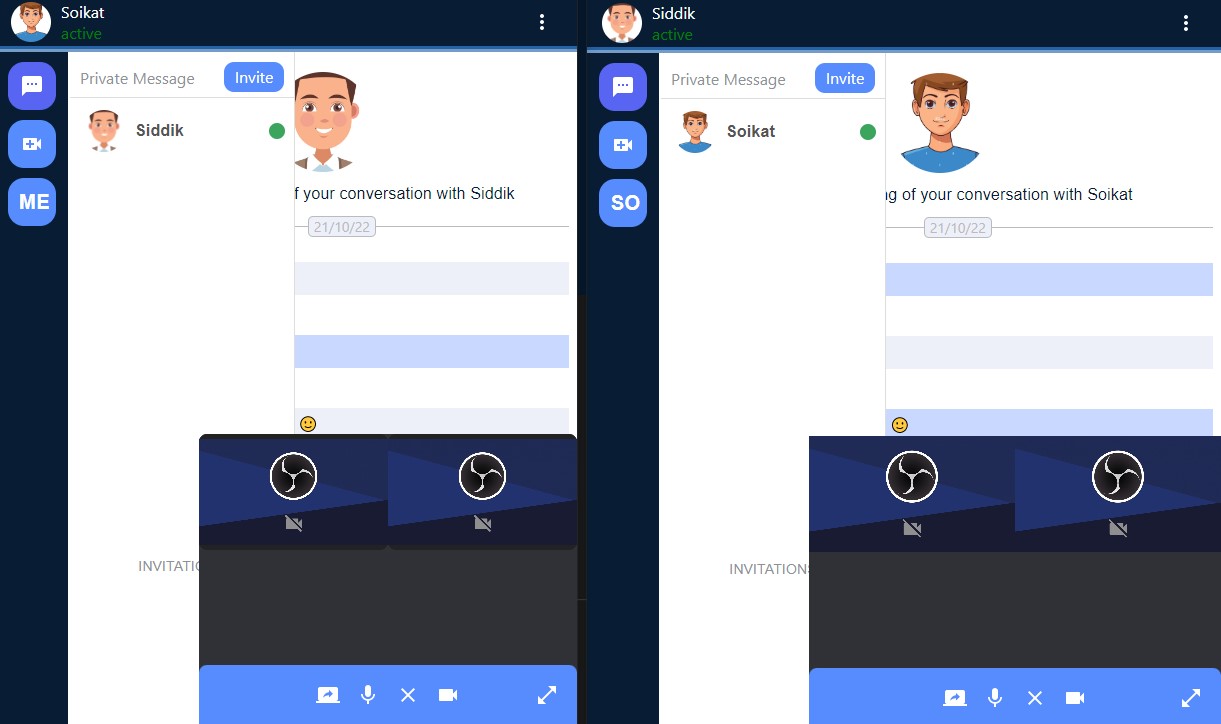 Soikat
active
Private Message
Invite
Siddik
ME
f your conversation with Siddik
21/10/22
INVITATIO
Siddik
active
Private Message
Invite
Soikat
SO
ng of your conversation with Soikat
21/10/22
INVITATIONS